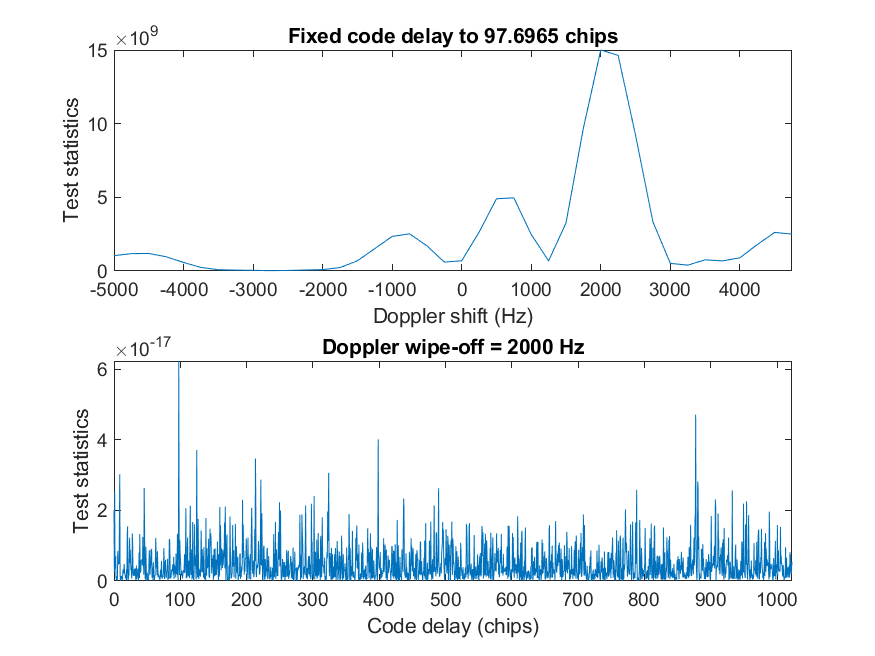 Fixed code delay to 97.6965 chips
×10^9
15
10
5
0
Test statistics
-5000 -4000 -3000 -2000 -1000 0 1000 2000 3000 4000
Doppler shift (Hz)
Doppler wipe-off = 2000 Hz
×10^-17
6
4
2
0
Test statistics
0 100 200 300 400 500 600 700 800 900 1000
Code delay (chips)